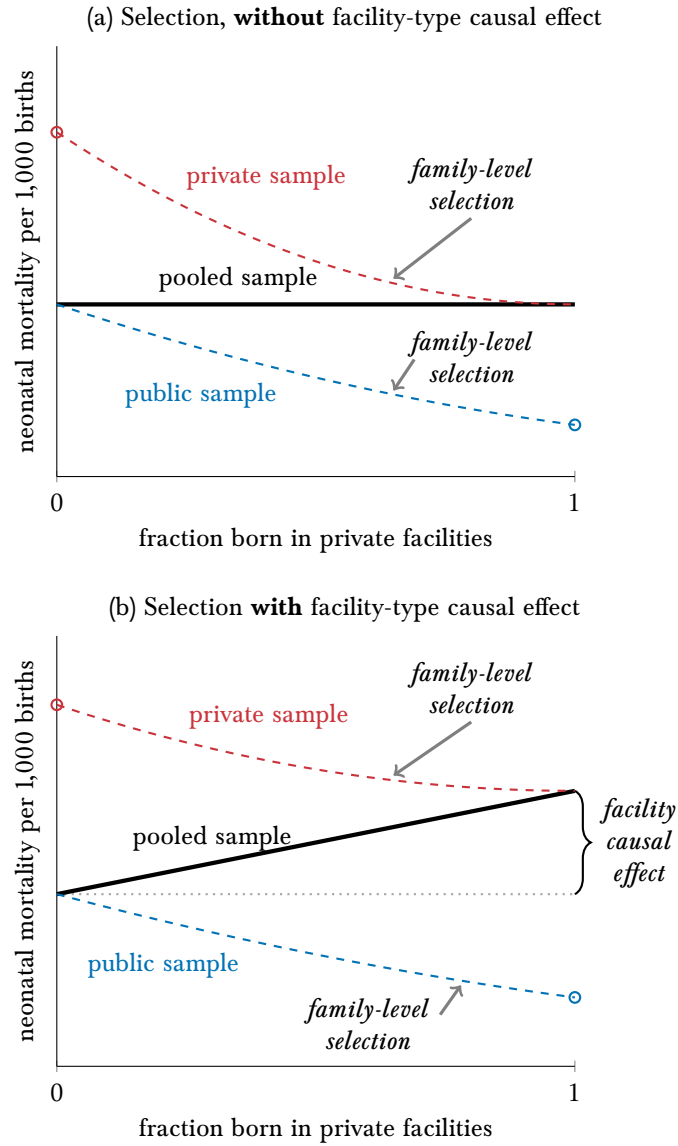 (a) Selection, without facility-type causal effect
neonatal mortality per 1,000 births
private sample
family-level
selection
pooled sample
family-level
selection
public sample
0
1
fraction born in private facilities
(b) Selection with facility-type causal effect
neonatal mortality per 1,000 births
family-level
selection
private sample
pooled sample
facility
causal
effect
public sample
family-level
selection
0
1
fraction born in private facilities